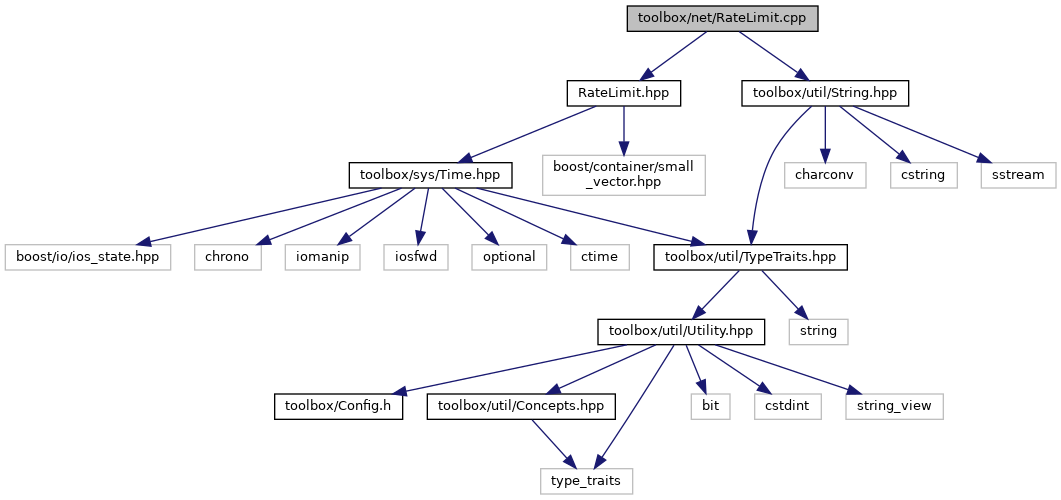 toolbox/net/RateLimit.cpp
RateLimit.hpp
toolbox/util/String.hpp
toolbox/sys/Time.hpp
boost/container/small
_vector.hpp
charconv
cstring
sstream
boost/io/ios_state.hpp
chrono
iomanip
iosfwd
optional
ctime
toolbox/util/TypeTraits.hpp
toolbox/util/Utility.hpp
string
toolbox/Config.h
toolbox/util/Concepts.hpp
bit
cstdint
string_view
type_traits